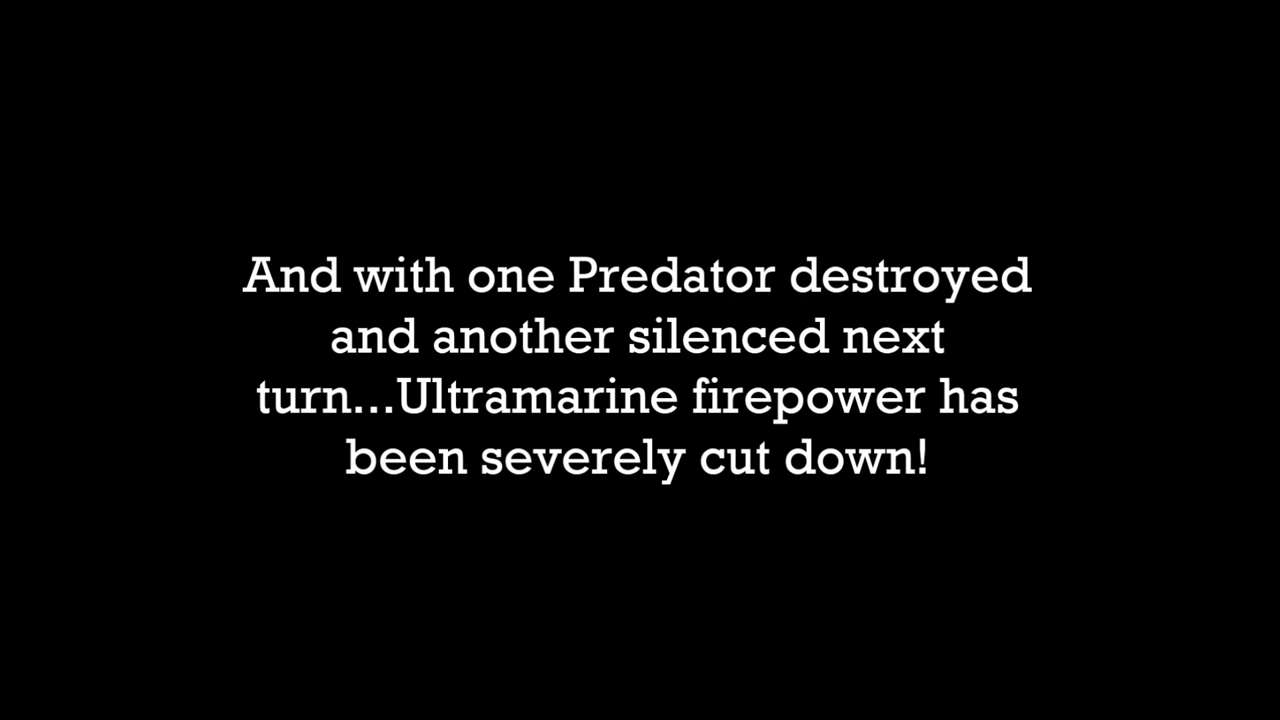 And with one Predator destroyed
and another silenced next
turn...Ultramarine firepower has
been severely cut down!